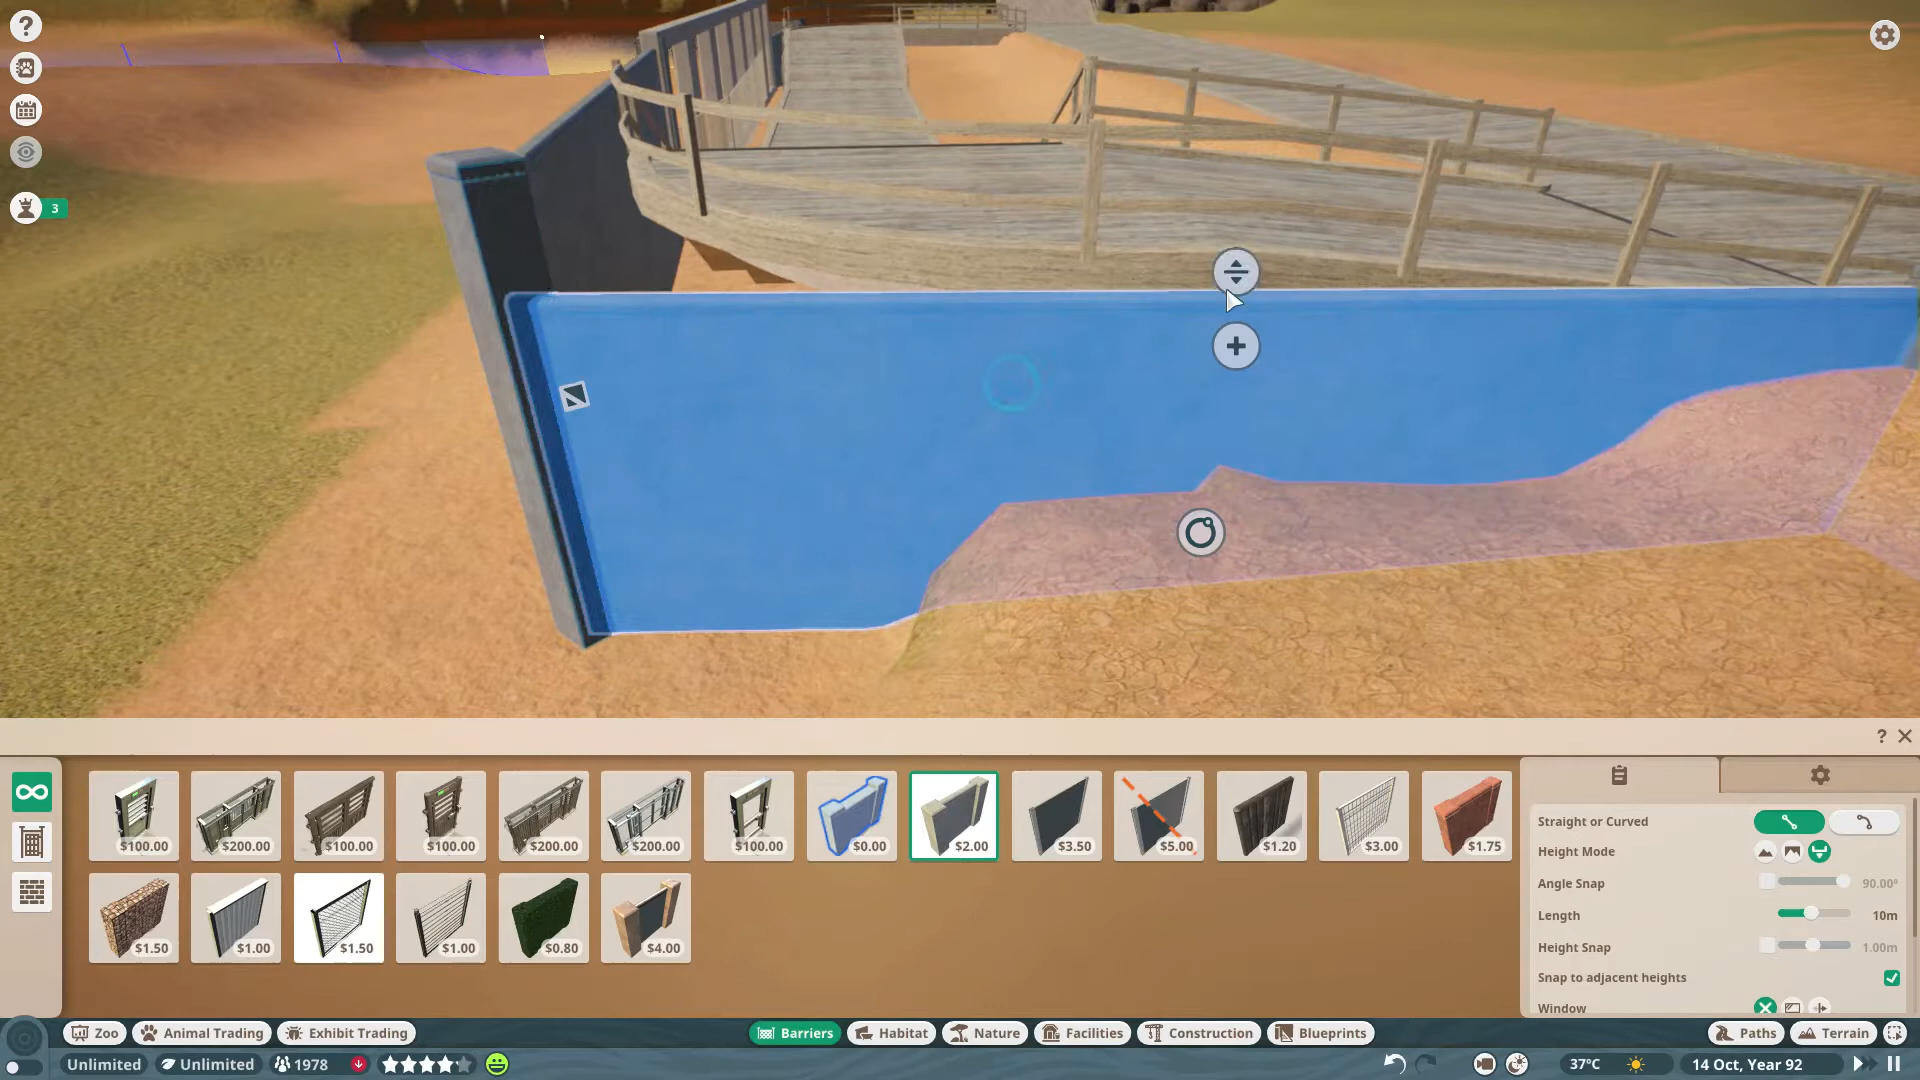 ?
3
? ✕
$100.00 $200.00 $100.00 $100.00 $200.00 $200.00 $100.00 $0.00 $2.00 $3.50 $5.00 $1.20 $3.00 $1.75
$1.50 $1.00 $1.50 $1.00 $0.80 $4.00
Straight or Curved
Height Mode
Angle Snap 90.00°
Length 10m
Height Snap 1.00m
Snap to adjacent heights
Window
Zoo Animal Trading Exhibit Trading Barriers Habitat Nature Facilities Construction Blueprints Paths Terrain
Unlimited Unlimited 1978 37°C 14 Oct, Year 92